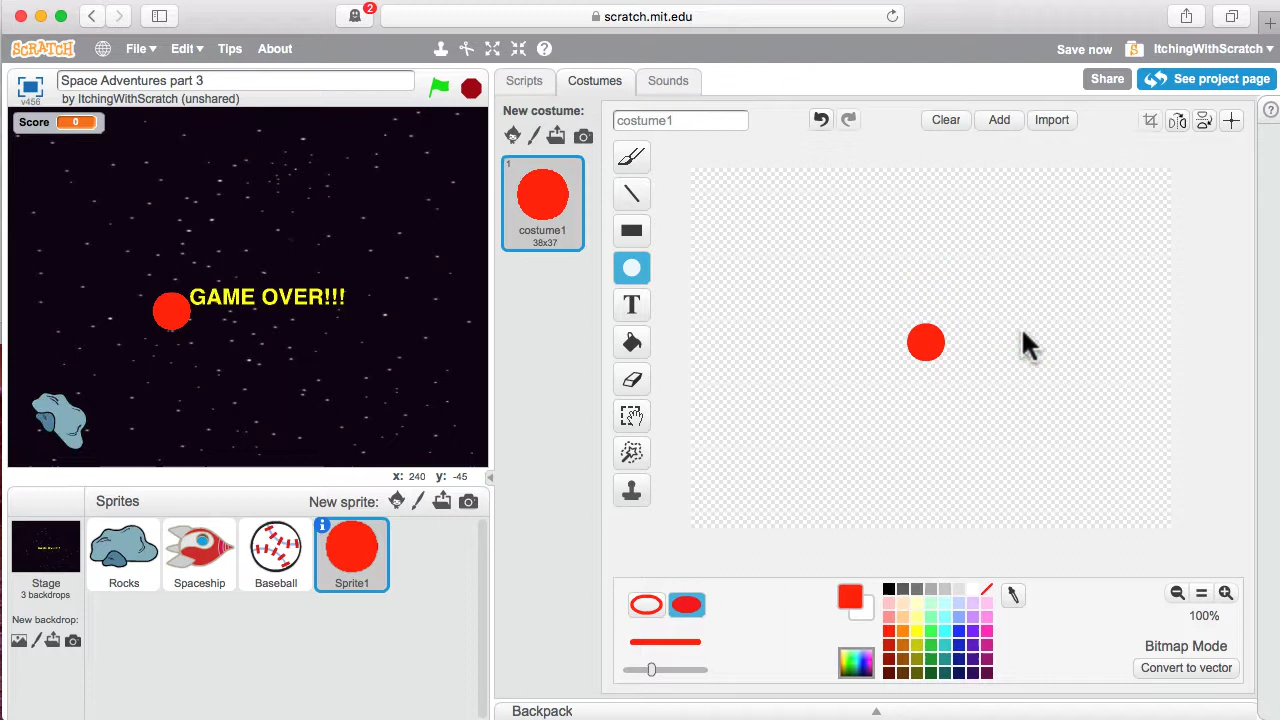 2
scratch.mit.edu
SCRATCH
File Edit Tips About
Save now ItchingWithScratch
Space Adventures part 3
by ItchingWithScratch (unshared)
v456
Scripts Costumes Sounds
Share See project page
Score 0
New costume:
costume1
Clear Add Import
1
costume1
38x37
T
GAME OVER!!!
x: 240 y: -45
Sprites New sprite:
Stage
3 backdrops
New backdrop:
Rocks
Spaceship
Baseball
Sprite1
100%
Bitmap Mode
Convert to vector
Backpack